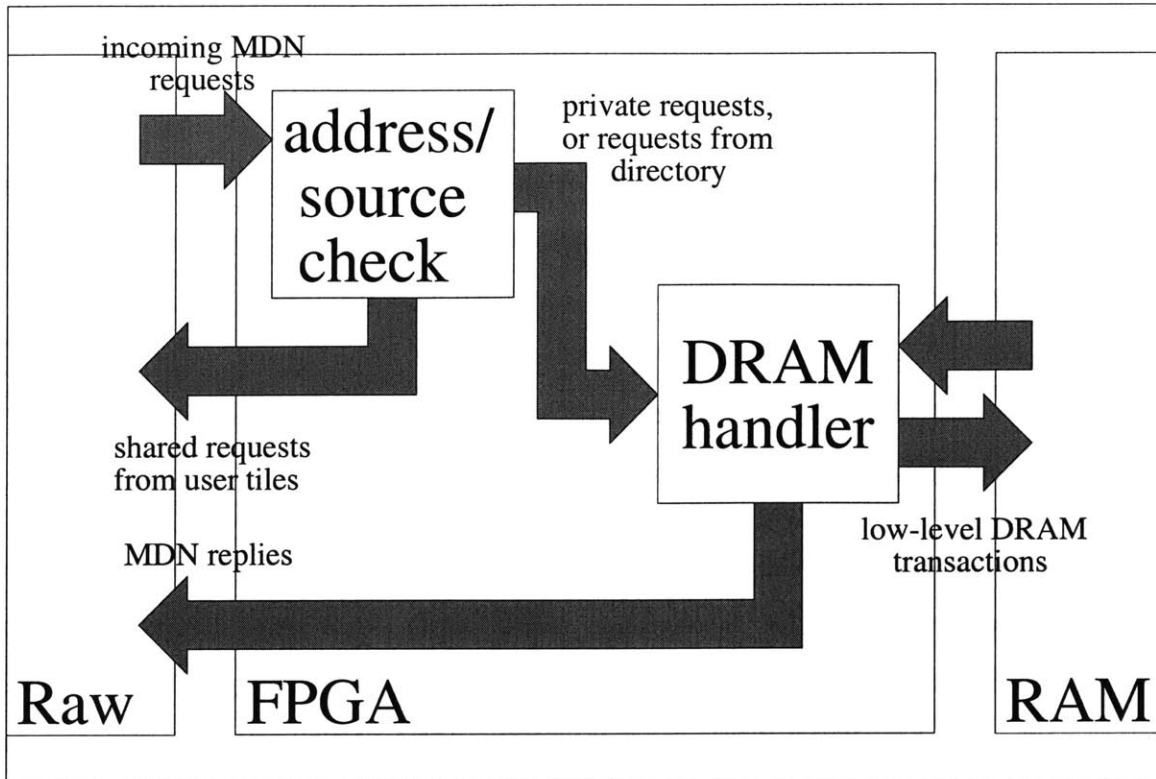 incoming MDN
requests
address/
source
check
private requests,
or requests from
directory
DRAM
handler
shared requests
from user tiles
MDN replies
low-level DRAM
transactions
Raw
FPGA
RAM